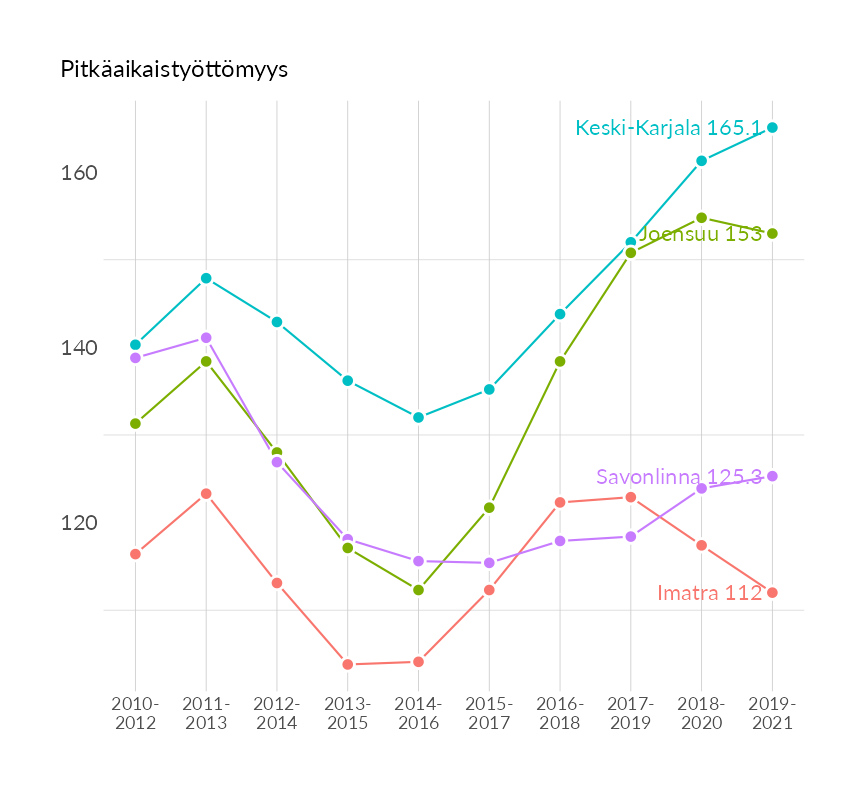 Pitkäaikaistyöttömyys
Keski-Karjala 165.1
160
Joensuu 153
140
Savonlinna 125.3
120
Imatra 112
2010- 2011- 2012- 2013- 2014- 2015- 2016- 2017- 2018- 2019-
2012 2013 2014 2015 2016 2017 2018 2019 2020 2021